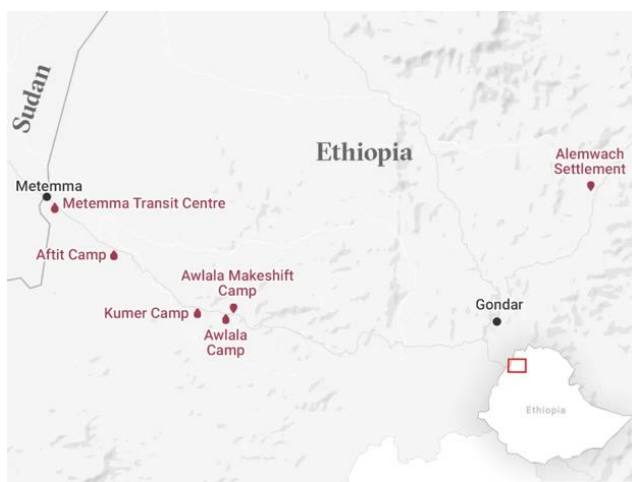 Sudan
Ethiopia
Alemwach
Settlement
Metemma
Metemma Transit Centre
Aftit Camp
Awlala Makeshift
Camp
Kumer Camp
Awlala
Camp
Gondar
Ethiopia